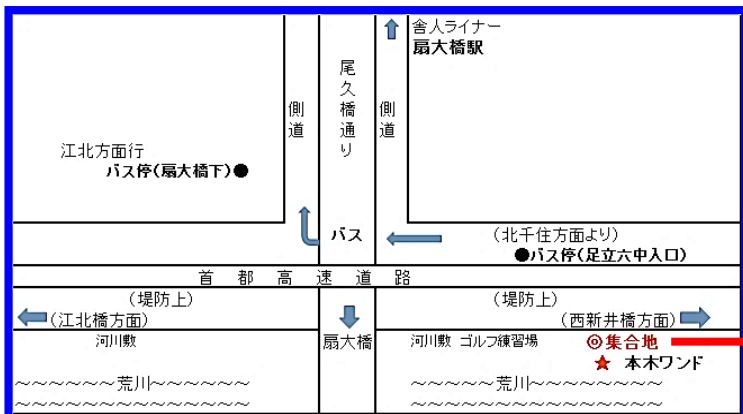 舎人ライナー
扇大橋駅
尾久橋通り
側道
側道
江北方面行
バス停(扇大橋下)●
バス
(北千住方面より)
●バス停(足立六中入口)
首都高速道路
(堤防上)
(江北橋方面)
(堤防上)
(西新井橋方面)
河川敷
扇大橋
河川敷 ゴルフ練習場
◎集合地
★ 本木ワンド
～～～～～～荒川～～～～～～
～～～～～～荒川～～～～～～～～
～～～～～～～～～～～～～～
～～～～～～～～～～～～～～～